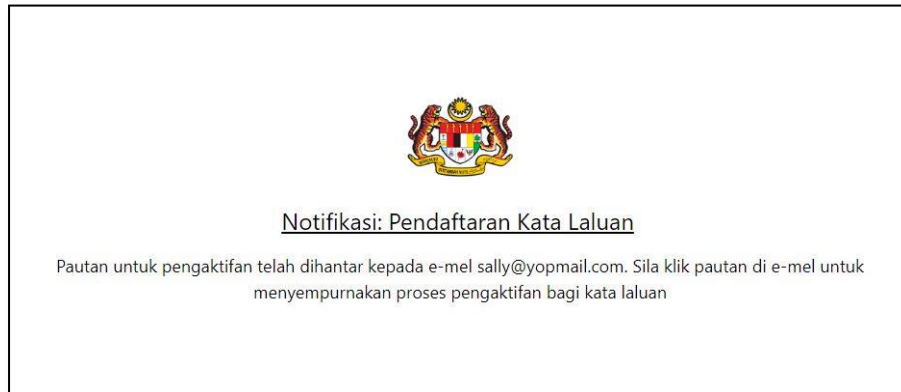 Notifikasi: Pendaftaran Kata Laluan
Pautan untuk pengaktifan telah dihantar kepada e-mel sally@yopmail.com. Sila klik pautan di e-mel untuk
menyempurnakan proses pengaktifan bagi kata laluan